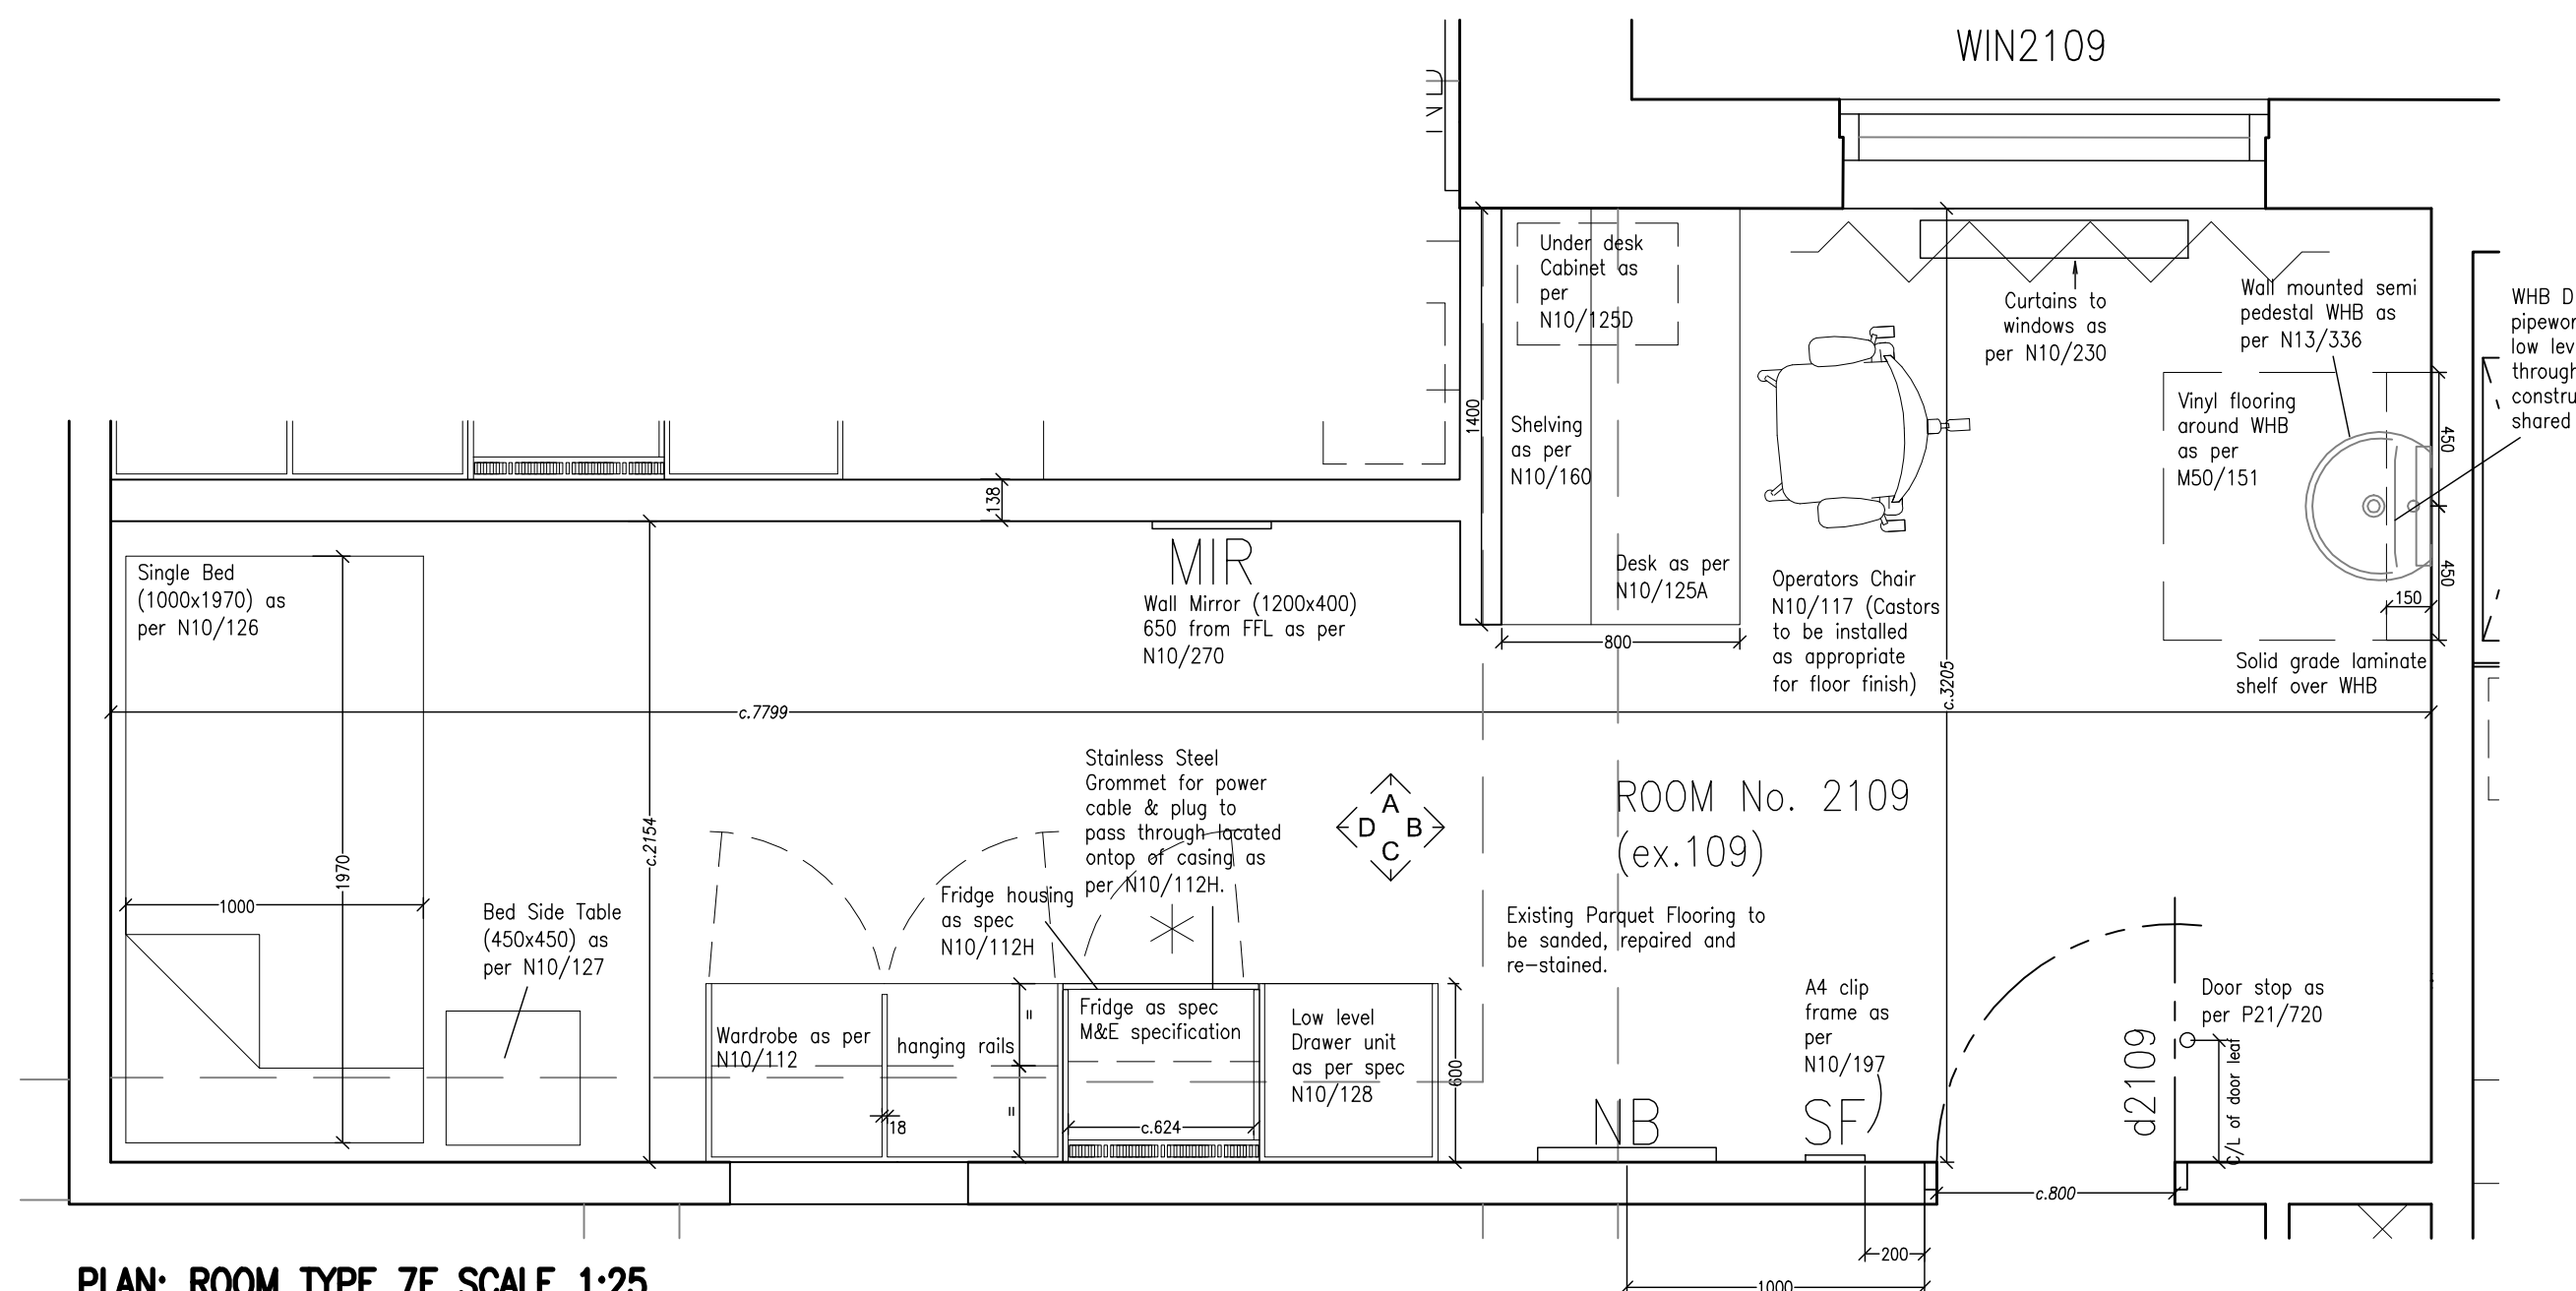 WIN2109
IND
Under desk
Cabinet as
per
N10/125D
Curtains to
windows as
per N10/230
Wall mounted semi
pedestal WHB as
per N13/336
WHB D
pipewor
low lev
through
constru
shared
Vinyl flooring
around WHB
as per
M50/151
450
450
150
1400
Shelving
as per
N10/160
138
MIR
Wall Mirror (1200x400)
650 from FFL as per
N10/270
Single Bed
(1000x1970) as
per N10/126
Desk as per
N10/125A
800
Operators Chair
N10/117 (Castors
to be installed
as appropriate
for floor finish)
c.3205
Solid grade laminate
shelf over WHB
c.7799
c.2154
1970
1000
Stainless Steel
Grommet for power
cable & plug to
pass through located
ontop of casing as
per N10/112H.
A
D B
C
ROOM No. 2109
(ex.109)
Bed Side Table
(450x450) as
per N10/127
Fridge housing
as spec
N10/112H
Existing Parquet Flooring to
be sanded, repaired and
re-stained.
Wardrobe as per
N10/112
hanging rails
=
=
18
Fridge as spec
M&E specification
c.624
Low level
Drawer unit
as per spec
N10/128
600
A4 clip
frame as
per
N10/197
NB
SF
d2109
Door stop as
per P21/720
C/L of door leaf
c.800
200
1000
PLAN: ROOM TYPE 7F SCALE 1:25